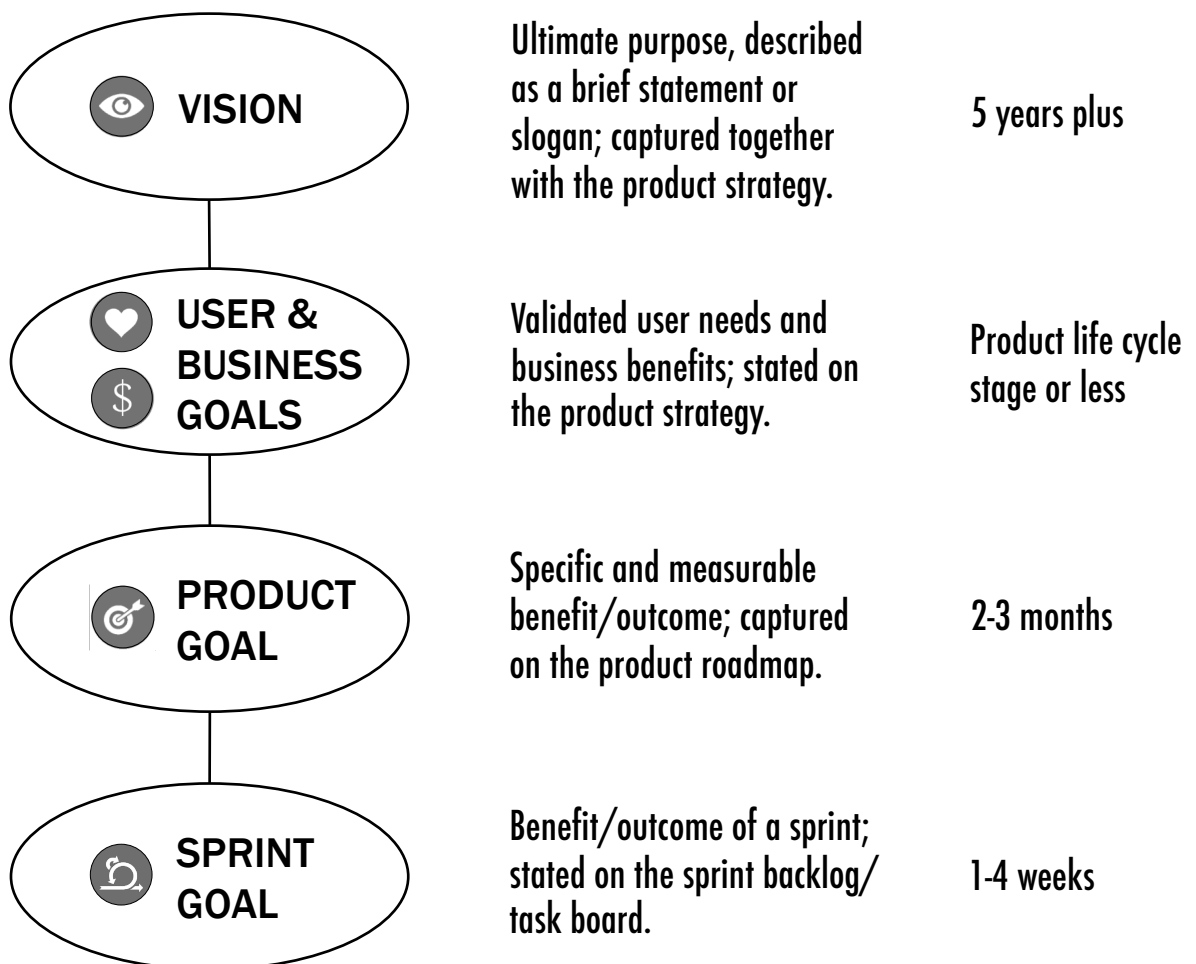 VISION
Ultimate purpose, described
as a brief statement or
slogan; captured together
with the product strategy.
5 years plus
USER &
BUSINESS
GOALS
$
Validated user needs and
business benefits; stated on
the product strategy.
Product life cycle
stage or less
PRODUCT
GOAL
Specific and measurable
benefit/outcome; captured
on the product roadmap.
2-3 months
SPRINT
GOAL
Benefit/outcome of a sprint;
stated on the sprint backlog/
task board.
1-4 weeks